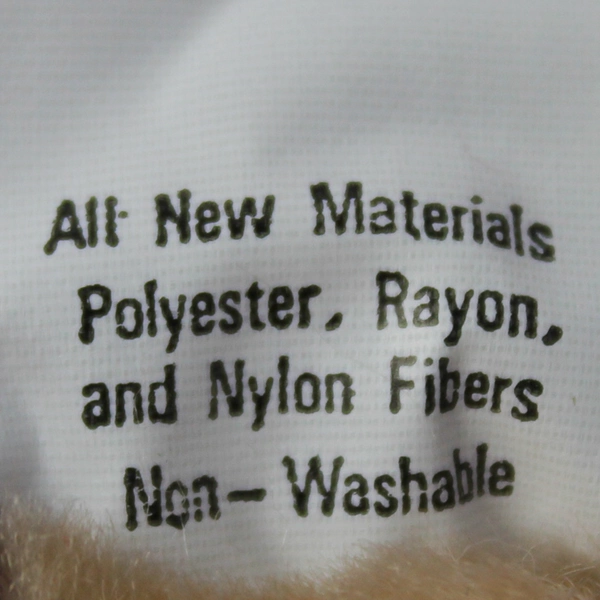 All New Materials
Polyester, Rayon,
and Nylon Fibers
Non-Washable